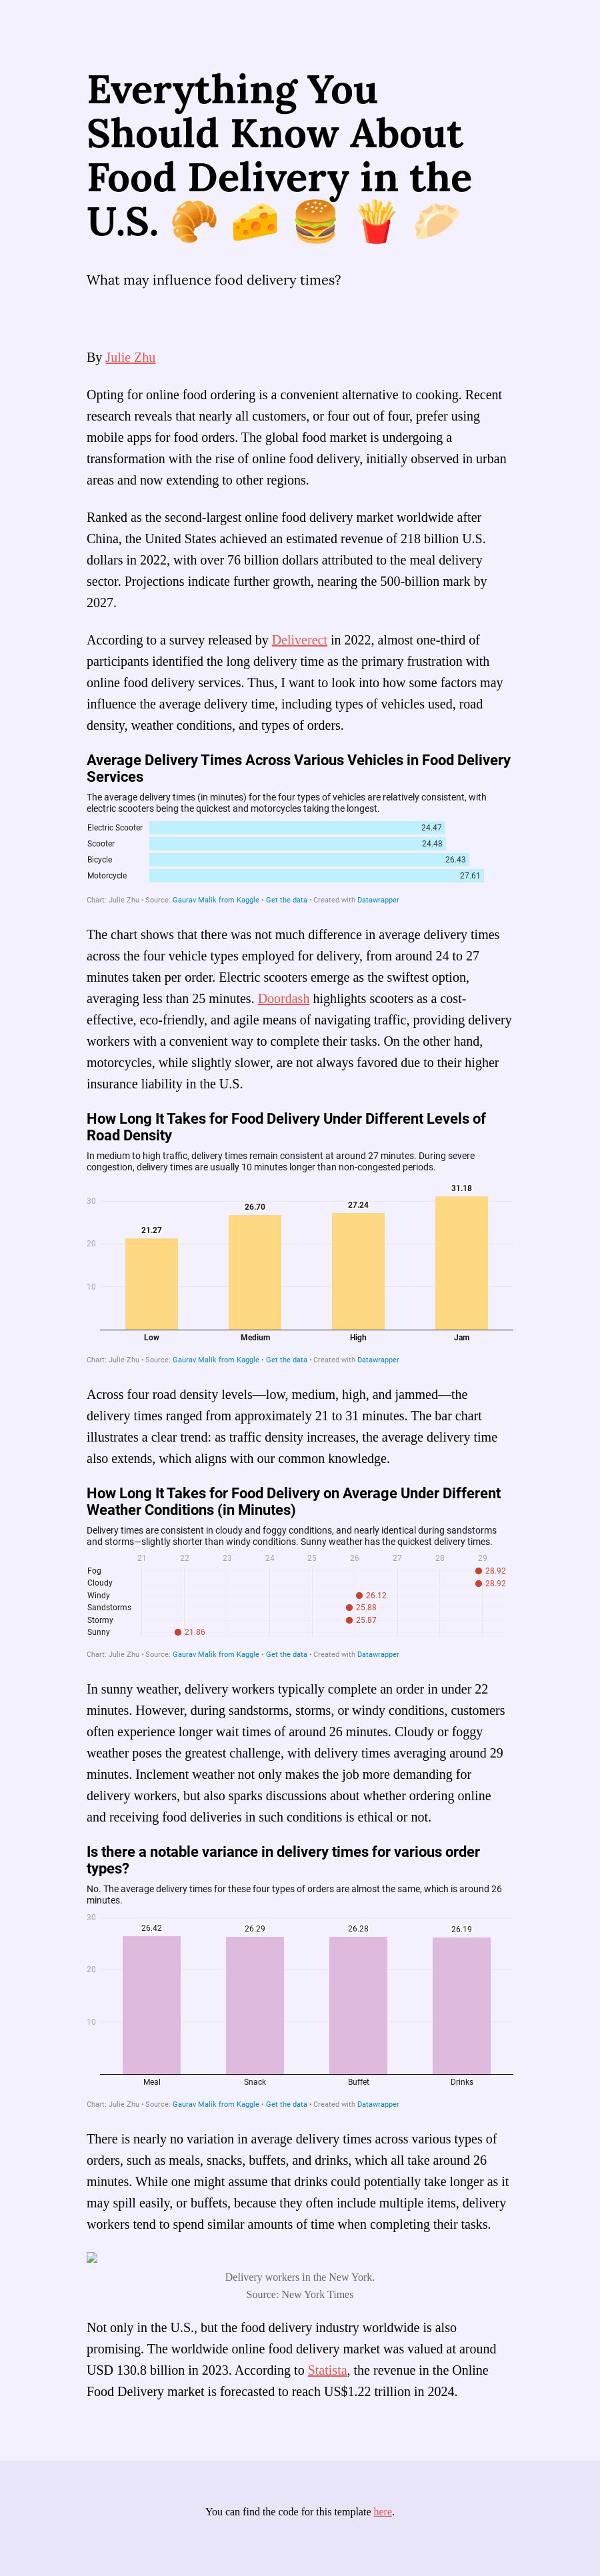 Everything You
Should Know About
Food Delivery in the
U.S. 🥐 🧀 🍔 🍟 🥟
What may influence food delivery times?
By Julie Zhu
Opting for online food ordering is a convenient alternative to cooking. Recent
research reveals that nearly all customers, or four out of four, prefer using
mobile apps for food orders. The global food market is undergoing a
transformation with the rise of online food delivery, initially observed in urban
areas and now extending to other regions.
Ranked as the second-largest online food delivery market worldwide after
China, the United States achieved an estimated revenue of 218 billion U.S.
dollars in 2022, with over 76 billion dollars attributed to the meal delivery
sector. Projections indicate further growth, nearing the 500-billion mark by
2027.
According to a survey released by Deliverect in 2022, almost one-third of
participants identified the long delivery time as the primary frustration with
online food delivery services. Thus, I want to look into how some factors may
influence the average delivery time, including types of vehicles used, road
density, weather conditions, and types of orders.
Average Delivery Times Across Various Vehicles in Food Delivery
Services
The average delivery times (in minutes) for the four types of vehicles are relatively consistent, with
electric scooters being the quickest and motorcycles taking the longest.
Electric Scooter 24.47
Scooter 24.48
Bicycle 26.43
Motorcycle 27.61
Chart: Julie Zhu • Source: Gaurav Malik from Kaggle • Get the data • Created with Datawrapper
The chart shows that there was not much difference in average delivery times
across the four vehicle types employed for delivery, from around 24 to 27
minutes taken per order. Electric scooters emerge as the swiftest option,
averaging less than 25 minutes. Doordash highlights scooters as a cost-
effective, eco-friendly, and agile means of navigating traffic, providing delivery
workers with a convenient way to complete their tasks. On the other hand,
motorcycles, while slightly slower, are not always favored due to their higher
insurance liability in the U.S.
How Long It Takes for Food Delivery Under Different Levels of
Road Density
In medium to high traffic, delivery times remain consistent at around 27 minutes. During severe
congestion, delivery times are usually 10 minutes longer than non-congested periods.
30
20
10
21.27
26.70
27.24
31.18
Low Medium High Jam
Chart: Julie Zhu • Source: Gaurav Malik from Kaggle • Get the data • Created with Datawrapper
Across four road density levels—low, medium, high, and jammed—the
delivery times ranged from approximately 21 to 31 minutes. The bar chart
illustrates a clear trend: as traffic density increases, the average delivery time
also extends, which aligns with our common knowledge.
How Long It Takes for Food Delivery on Average Under Different
Weather Conditions (in Minutes)
Delivery times are consistent in cloudy and foggy conditions, and nearly identical during sandstorms
and storms—slightly shorter than windy conditions. Sunny weather has the quickest delivery times.
21 22 23 24 25 26 27 28 29
Fog 28.92
Cloudy 28.92
Windy 26.12
Sandstorms 25.88
Stormy 25.87
Sunny 21.86
Chart: Julie Zhu • Source: Gaurav Malik from Kaggle • Get the data • Created with Datawrapper
In sunny weather, delivery workers typically complete an order in under 22
minutes. However, during sandstorms, storms, or windy conditions, customers
often experience longer wait times of around 26 minutes. Cloudy or foggy
weather poses the greatest challenge, with delivery times averaging around 29
minutes. Inclement weather not only makes the job more demanding for
delivery workers, but also sparks discussions about whether ordering online
and receiving food deliveries in such conditions is ethical or not.
Is there a notable variance in delivery times for various order
types?
No. The average delivery times for these four types of orders are almost the same, which is around 26
minutes.
30
20
10
26.42
26.29
26.28
26.19
Meal Snack Buffet Drinks
Chart: Julie Zhu • Source: Gaurav Malik from Kaggle • Get the data • Created with Datawrapper
There is nearly no variation in average delivery times across various types of
orders, such as meals, snacks, buffets, and drinks, which all take around 26
minutes. While one might assume that drinks could potentially take longer as it
may spill easily, or buffets, because they often include multiple items, delivery
workers tend to spend similar amounts of time when completing their tasks.
Delivery workers in the New York.
Source: New York Times
Not only in the U.S., but the food delivery industry worldwide is also
promising. The worldwide online food delivery market was valued at around
USD 130.8 billion in 2023. According to Statista, the revenue in the Online
Food Delivery market is forecasted to reach US$1.22 trillion in 2024.
You can find the code for this template here.